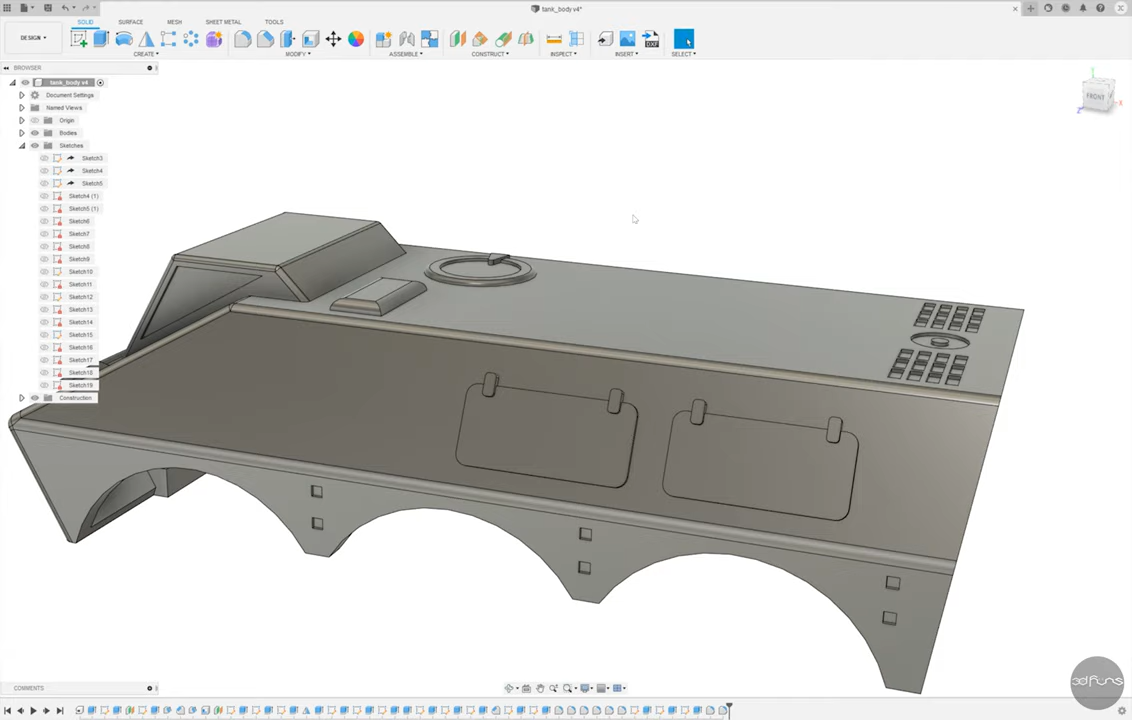 tank_body v4*
SOLID SURFACE MESH SHEET METAL TOOLS
DESIGN
CREATE MODIFY ASSEMBLE CONSTRUCT INSPECT INSERT SELECT
DXF
BROWSER
tank_body v4
Document Settings
Named Views
Origin
Bodies
Sketches
Sketch3
Sketch4
Sketch5
Sketch4 (1)
Sketch5 (1)
Sketch6
Sketch7
Sketch8
Sketch9
Sketch10
Sketch11
Sketch12
Sketch13
Sketch14
Sketch15
Sketch16
Sketch17
Sketch18
Sketch19
Construction
FRONT
X
Z
COMMENTS
3dfuns